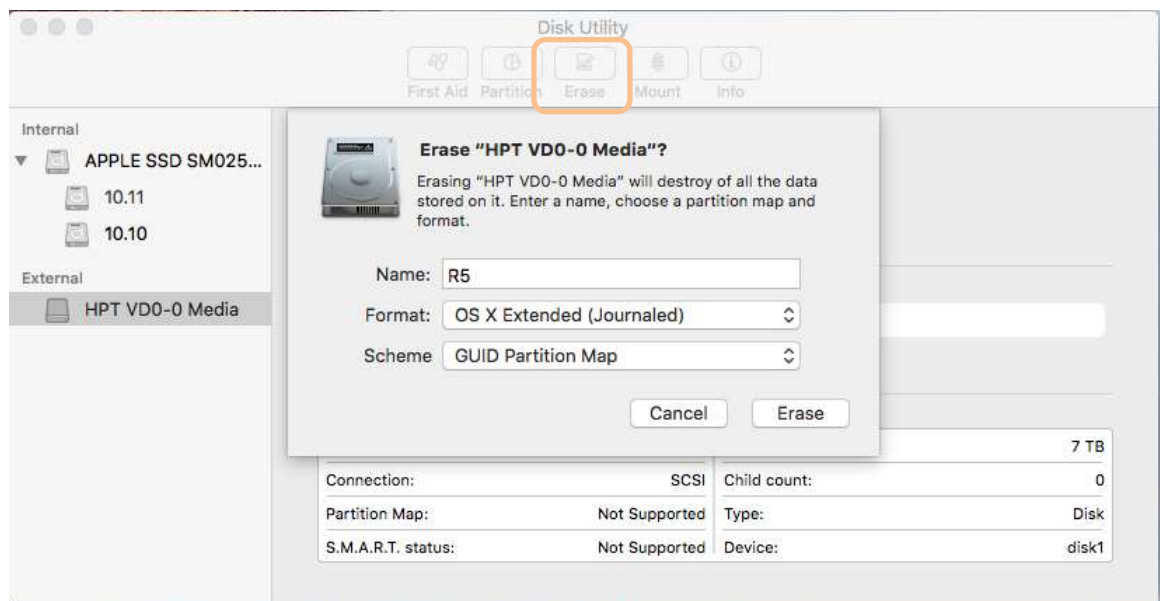 Disk Utility
First Aid Partition Erase Mount Info
Internal
APPLE SSD SM025...
10.11
10.10
External
HPT VD0-0 Media
Erase "HPT VD0-0 Media"?
Erasing "HPT VD0-0 Media" will destroy of all the data
stored on it. Enter a name, choose a partition map and
format.
Name: R5
Format: OS X Extended (Journaled)
Scheme GUID Partition Map
Cancel Erase
7 TB
Connection: SCSI Child count: 0
Partition Map: Not Supported Type: Disk
S.M.A.R.T. status: Not Supported Device: disk1